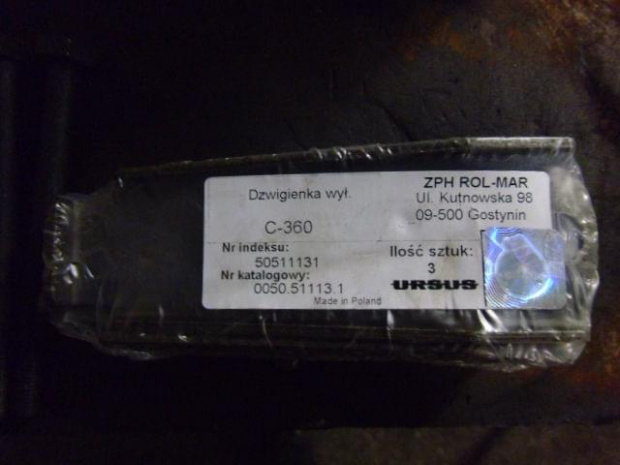 Dzwigienka wył.
C-360
Nr indeksu:
50511131
Nr katalogowy:
0050.51113.1
ZPH ROL-MAR
Ul. Kutnowska 98
09-500 Gostynin
Ilość sztuk:
3
URSUS
Made in Poland